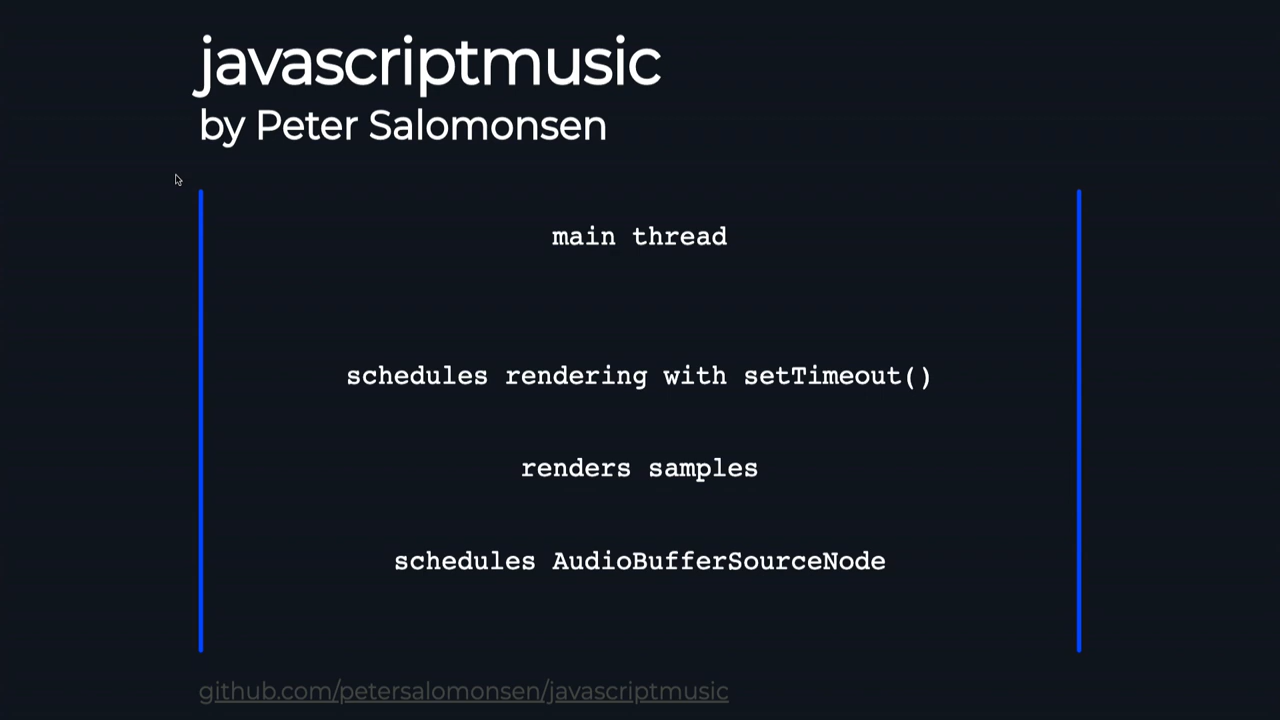 javascriptmusic
by Peter Salomonsen
main thread
schedules rendering with setTimeout()
renders samples
schedules AudioBufferSourceNode
github.com/petersalomonsen/javascriptmusic